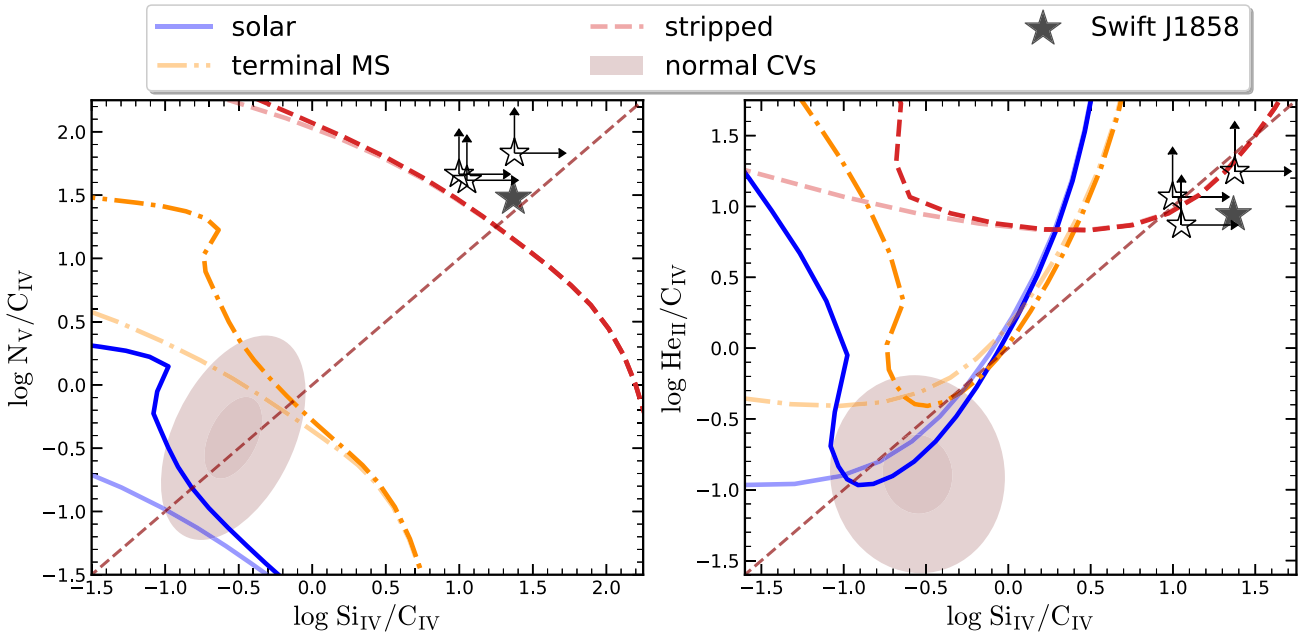 solar
terminal MS
stripped
normal CVs
Swift J1858
log N_V/C_IV
2.0
1.5
1.0
0.5
0.0
−0.5
−1.0
−1.5
−1.5 −1.0 −0.5 0.0 0.5 1.0 1.5 2.0
log Si_IV/C_IV
log He_II/C_IV
1.5
1.0
0.5
0.0
−0.5
−1.0
−1.5
−1.5 −1.0 −0.5 0.0 0.5 1.0 1.5
log Si_IV/C_IV